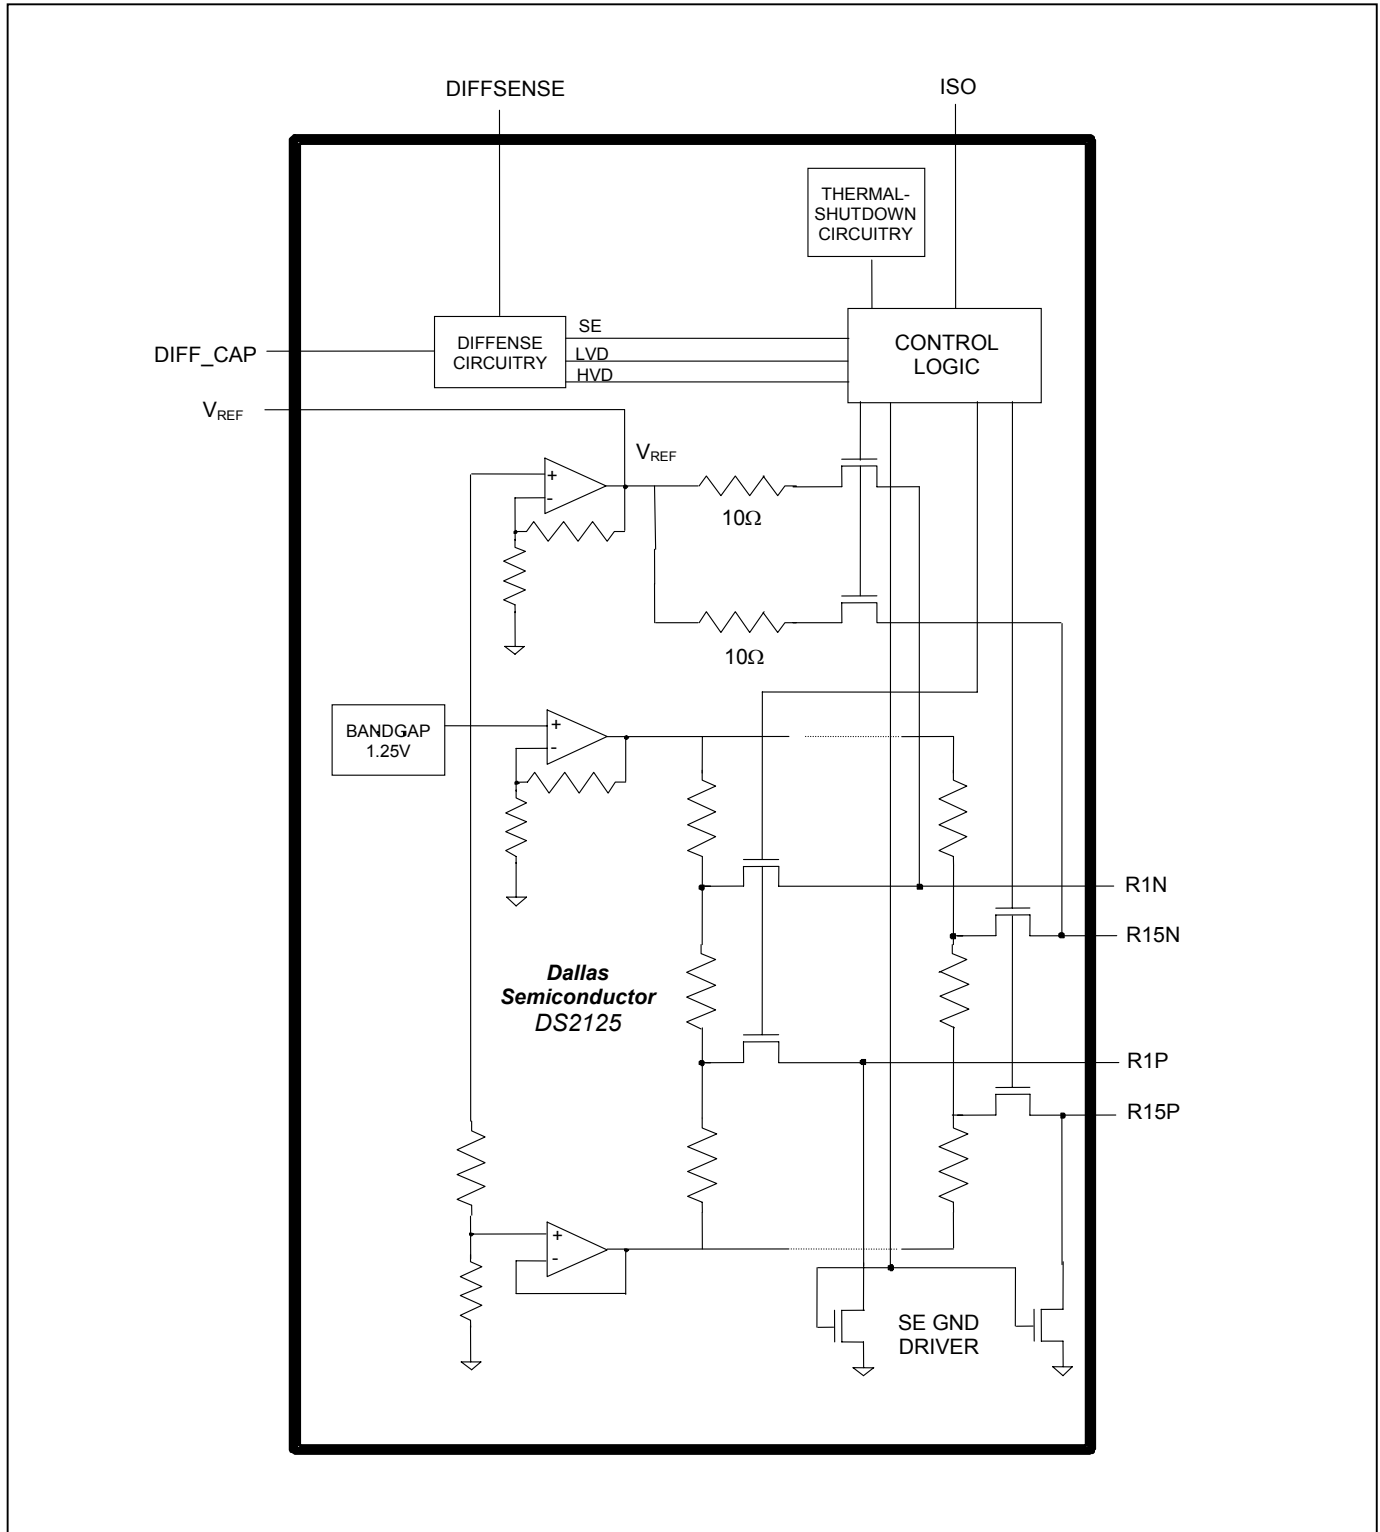 DIFFSENSE
ISO
THERMAL-
SHUTDOWN
CIRCUITRY
DIFF_CAP
DIFFENSE
CIRCUITRY
SE
LVD
HVD
CONTROL
LOGIC
VREF
VREF
+
-
10Ω
10Ω
BANDGAP
1.25V
+
-
R1N
R15N
Dallas
Semiconductor
DS2125
R1P
R15P
+
-
SE GND
DRIVER